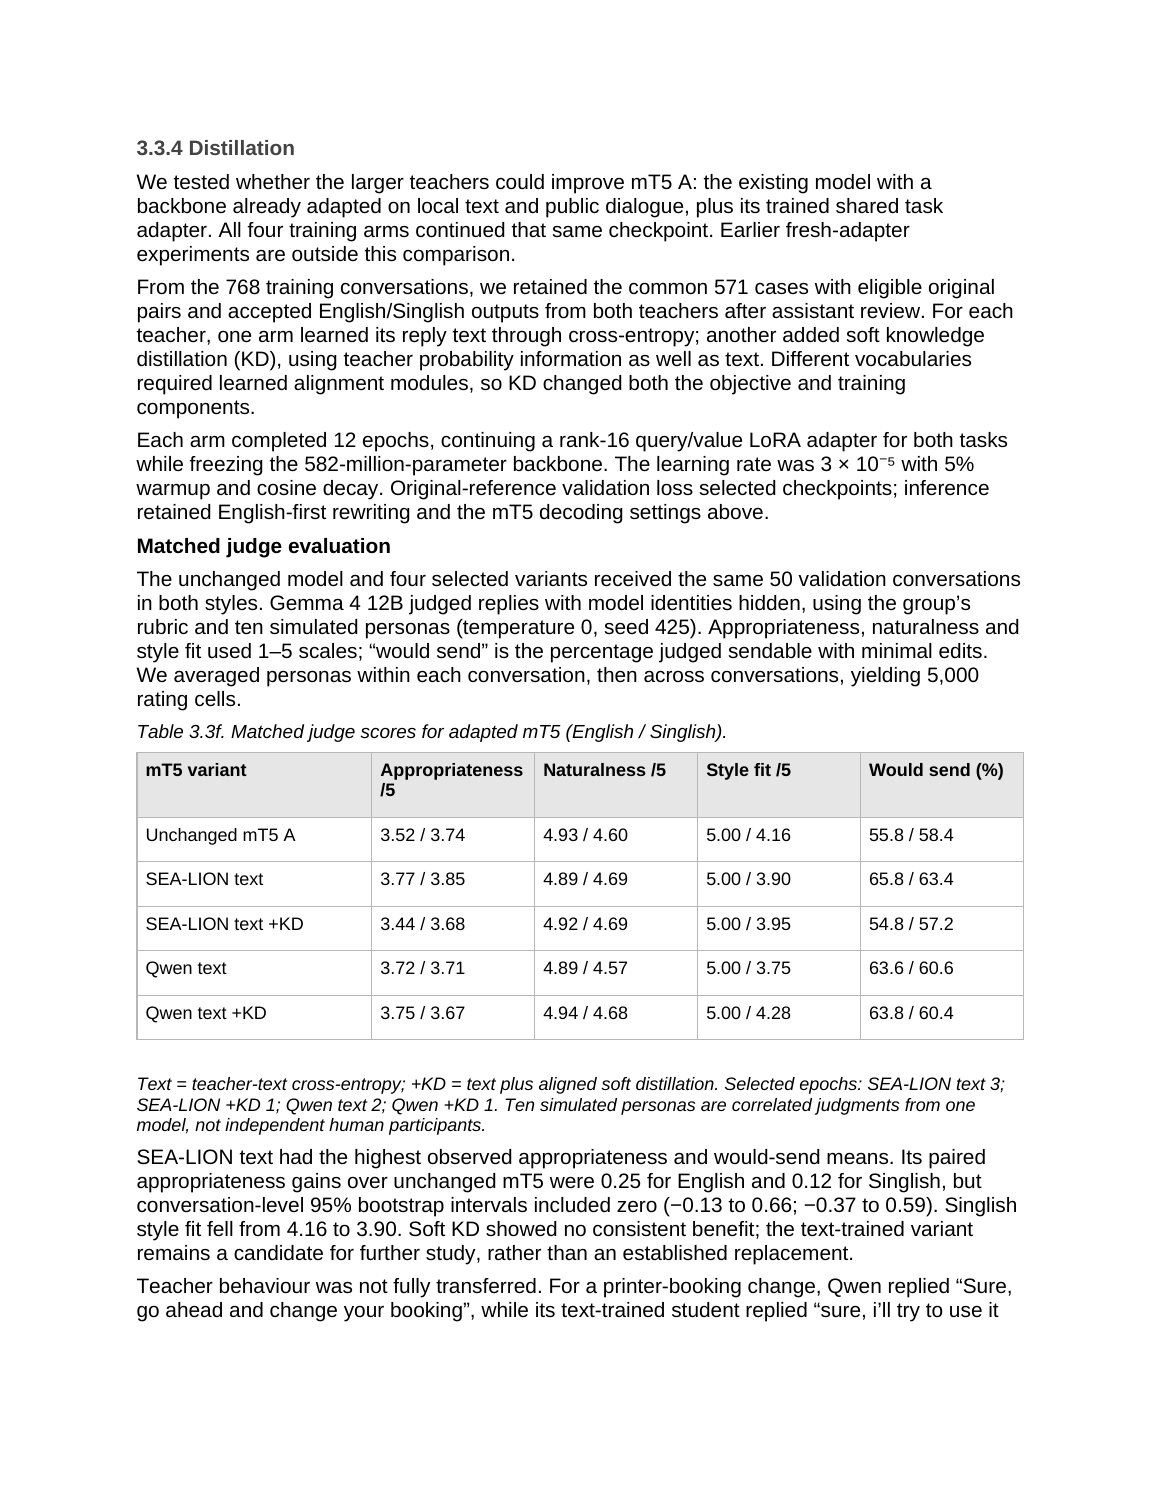 3.3.4 Distillation
We tested whether the larger teachers could improve mT5 A: the existing model with a
backbone already adapted on local text and public dialogue, plus its trained shared task
adapter. All four training arms continued that same checkpoint. Earlier fresh-adapter
experiments are outside this comparison.
From the 768 training conversations, we retained the common 571 cases with eligible original
pairs and accepted English/Singlish outputs from both teachers after assistant review. For each
teacher, one arm learned its reply text through cross-entropy; another added soft knowledge
distillation (KD), using teacher probability information as well as text. Different vocabularies
required learned alignment modules, so KD changed both the objective and training
components.
Each arm completed 12 epochs, continuing a rank-16 query/value LoRA adapter for both tasks
while freezing the 582-million-parameter backbone. The learning rate was 3 × 10⁻⁵ with 5%
warmup and cosine decay. Original-reference validation loss selected checkpoints; inference
retained English-first rewriting and the mT5 decoding settings above.
Matched judge evaluation
The unchanged model and four selected variants received the same 50 validation conversations
in both styles. Gemma 4 12B judged replies with model identities hidden, using the group’s
rubric and ten simulated personas (temperature 0, seed 425). Appropriateness, naturalness and
style fit used 1–5 scales; “would send” is the percentage judged sendable with minimal edits.
We averaged personas within each conversation, then across conversations, yielding 5,000
rating cells.
Table 3.3f. Matched judge scores for adapted mT5 (English / Singlish).
mT5 variant Appropriateness /5 Naturalness /5 Style fit /5 Would send (%)
Unchanged mT5 A 3.52 / 3.74 4.93 / 4.60 5.00 / 4.16 55.8 / 58.4
SEA-LION text 3.77 / 3.85 4.89 / 4.69 5.00 / 3.90 65.8 / 63.4
SEA-LION text +KD 3.44 / 3.68 4.92 / 4.69 5.00 / 3.95 54.8 / 57.2
Qwen text 3.72 / 3.71 4.89 / 4.57 5.00 / 3.75 63.6 / 60.6
Qwen text +KD 3.75 / 3.67 4.94 / 4.68 5.00 / 4.28 63.8 / 60.4
Text = teacher-text cross-entropy; +KD = text plus aligned soft distillation. Selected epochs: SEA-LION text 3;
SEA-LION +KD 1; Qwen text 2; Qwen +KD 1. Ten simulated personas are correlated judgments from one
model, not independent human participants.
SEA-LION text had the highest observed appropriateness and would-send means. Its paired
appropriateness gains over unchanged mT5 were 0.25 for English and 0.12 for Singlish, but
conversation-level 95% bootstrap intervals included zero (−0.13 to 0.66; −0.37 to 0.59). Singlish
style fit fell from 4.16 to 3.90. Soft KD showed no consistent benefit; the text-trained variant
remains a candidate for further study, rather than an established replacement.
Teacher behaviour was not fully transferred. For a printer-booking change, Qwen replied “Sure,
go ahead and change your booking”, while its text-trained student replied “sure, i’ll try to use it